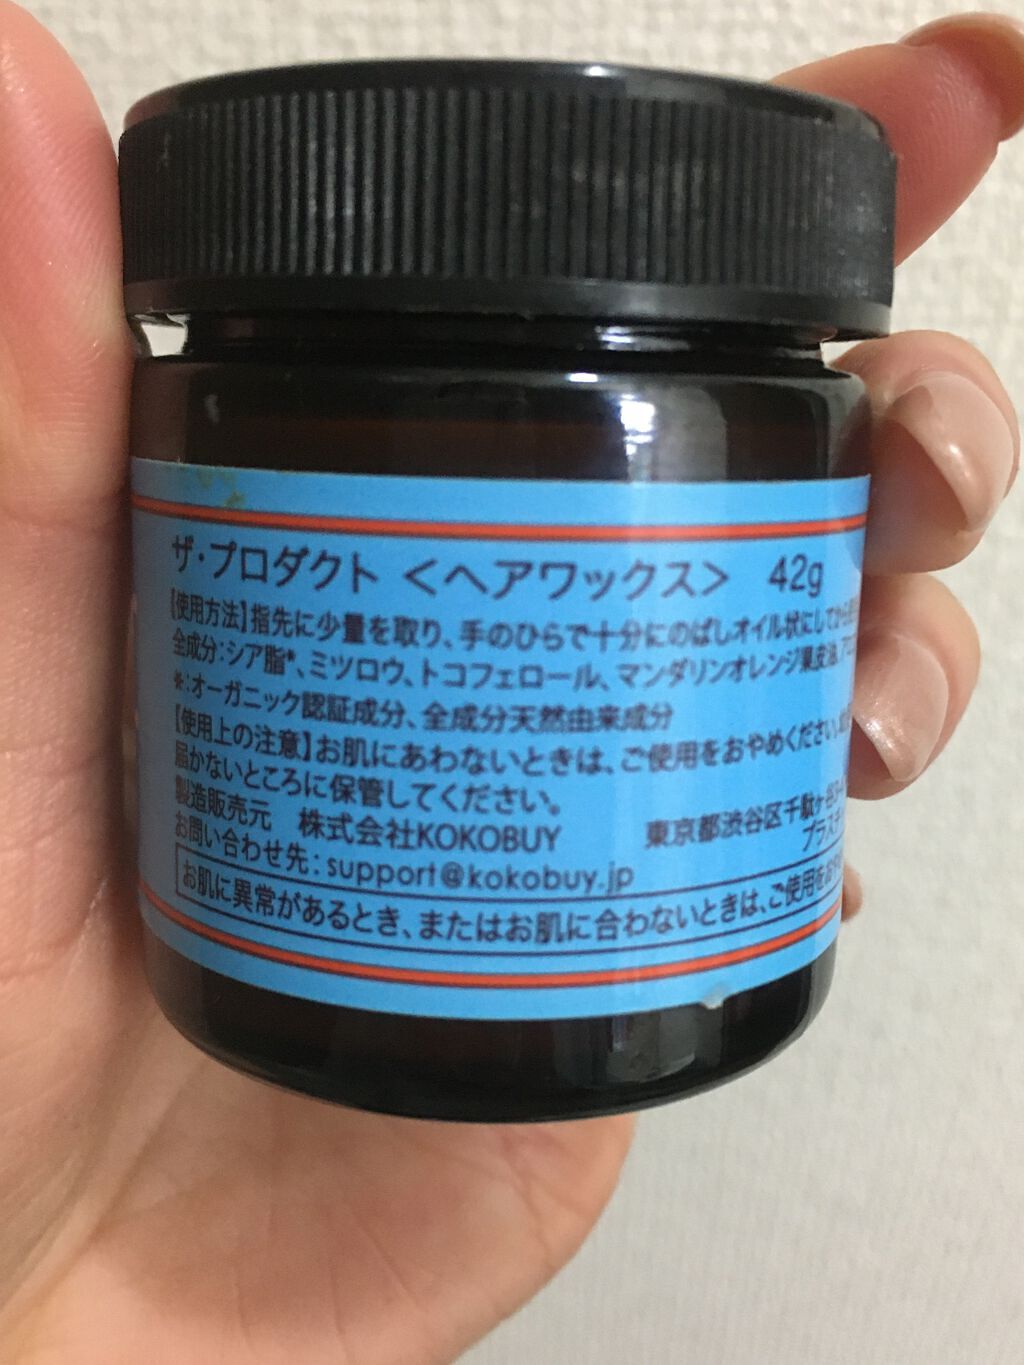 ザ・プロダクト <ヘアワックス> 42g
【使用方法】指先に少量を取り、手のひらで十分にのばしオイル状にしてから
全成分:シア脂*、ミツロウ、トコフェロール、マンダリンオレンジ果皮油、アロ
*:オーガニック認証成分、全成分天然由来成分
【使用上の注意】お肌にあわないときは、ご使用をおやめください。
届かないところに保管してください。
製造販売元 株式会社KOKOBUY 東京都渋谷区千駄ヶ谷
お問い合わせ先:support@kokobuy.jp プラスチ
お肌に異常があるとき、またはお肌に合わないときは、ご使用を